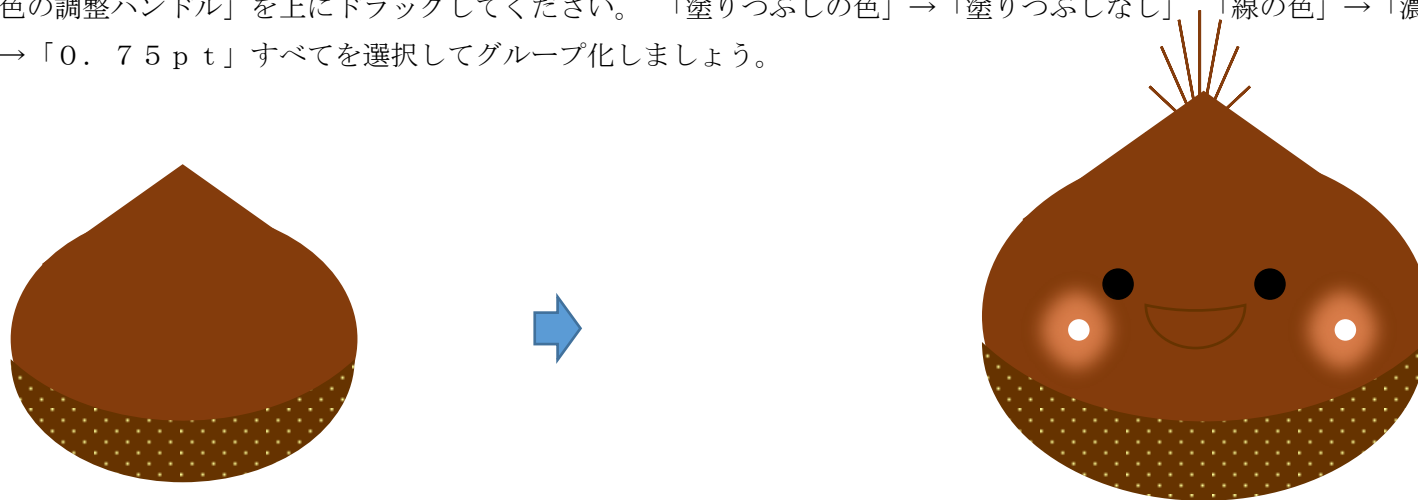 色の調整ハンドル」を上にドラッグしてください。 「塗りつぶしの色」→「塗りつぶしなし」 「線の色」→「濃
→「０．７５ｐｔ」すべてを選択してグループ化しましょう。